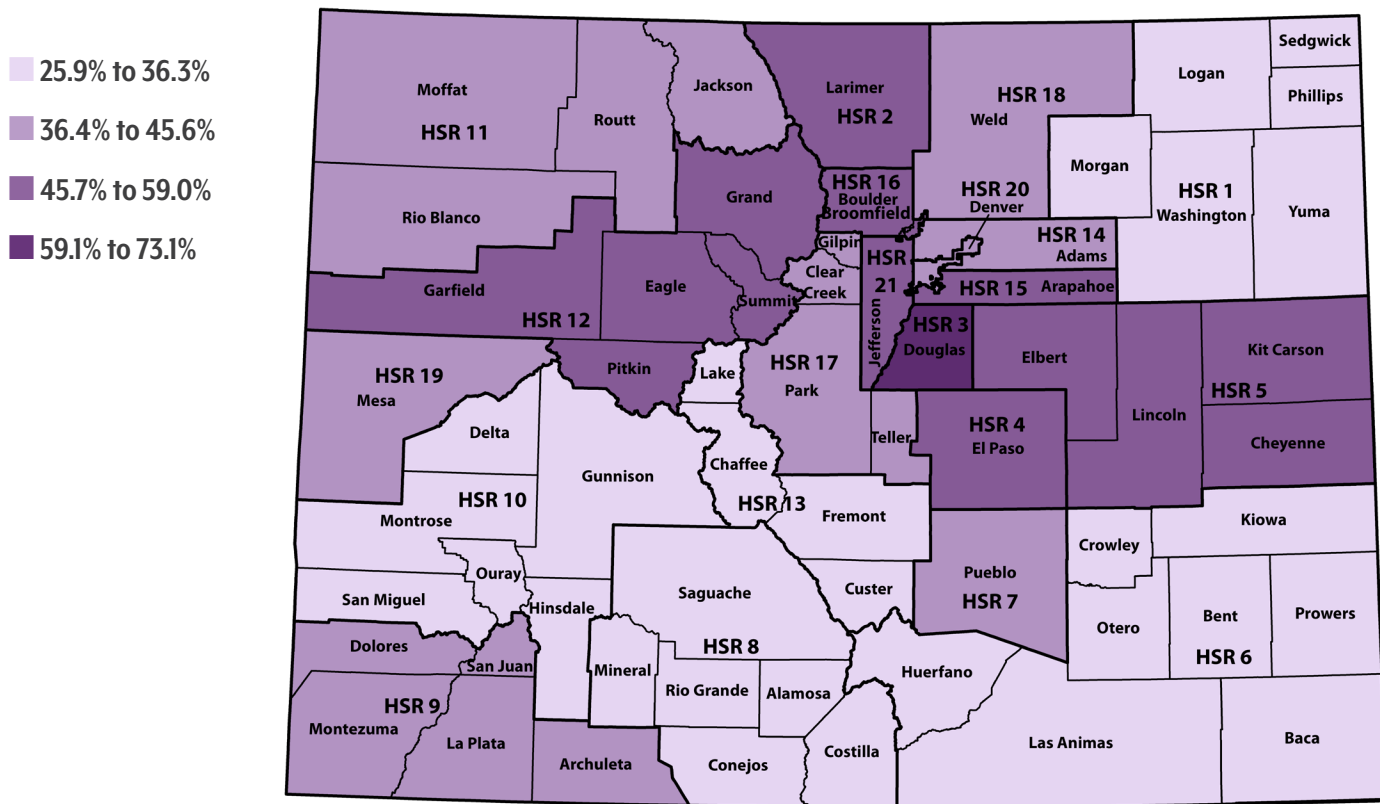 25.9% to 36.3%
36.4% to 45.6%
45.7% to 59.0%
59.1% to 73.1%
Moffat
HSR 11
Routt
Jackson
Larimer
HSR 2
HSR 18
Weld
Logan
Sedgwick
Phillips
Morgan
HSR 1
Washington
Yuma
Rio Blanco
Grand
HSR 16
Boulder
Broomfield
HSR 20
Denver
HSR 14
Adams
Gilpin
Clear
Creek
HSR
21
Jefferson
HSR 15
Arapahoe
Garfield
HSR 12
Eagle
Summit
HSR 3
Douglas
Elbert
Kit Carson
HSR 5
Lincoln
Cheyenne
HSR 19
Mesa
Pitkin
Lake
HSR 17
Park
Teller
HSR 4
El Paso
Delta
Gunnison
Chaffee
HSR 13
Fremont
HSR 10
Montrose
Kiowa
Crowley
Ouray
San Miguel
Hinsdale
Saguache
HSR 8
Custer
Pueblo
HSR 7
Otero
Bent
HSR 6
Prowers
Dolores
San Juan
Mineral
Rio Grande
Alamosa
Huerfano
HSR 9
Montezuma
La Plata
Archuleta
Conejos
Costilla
Las Animas
Baca